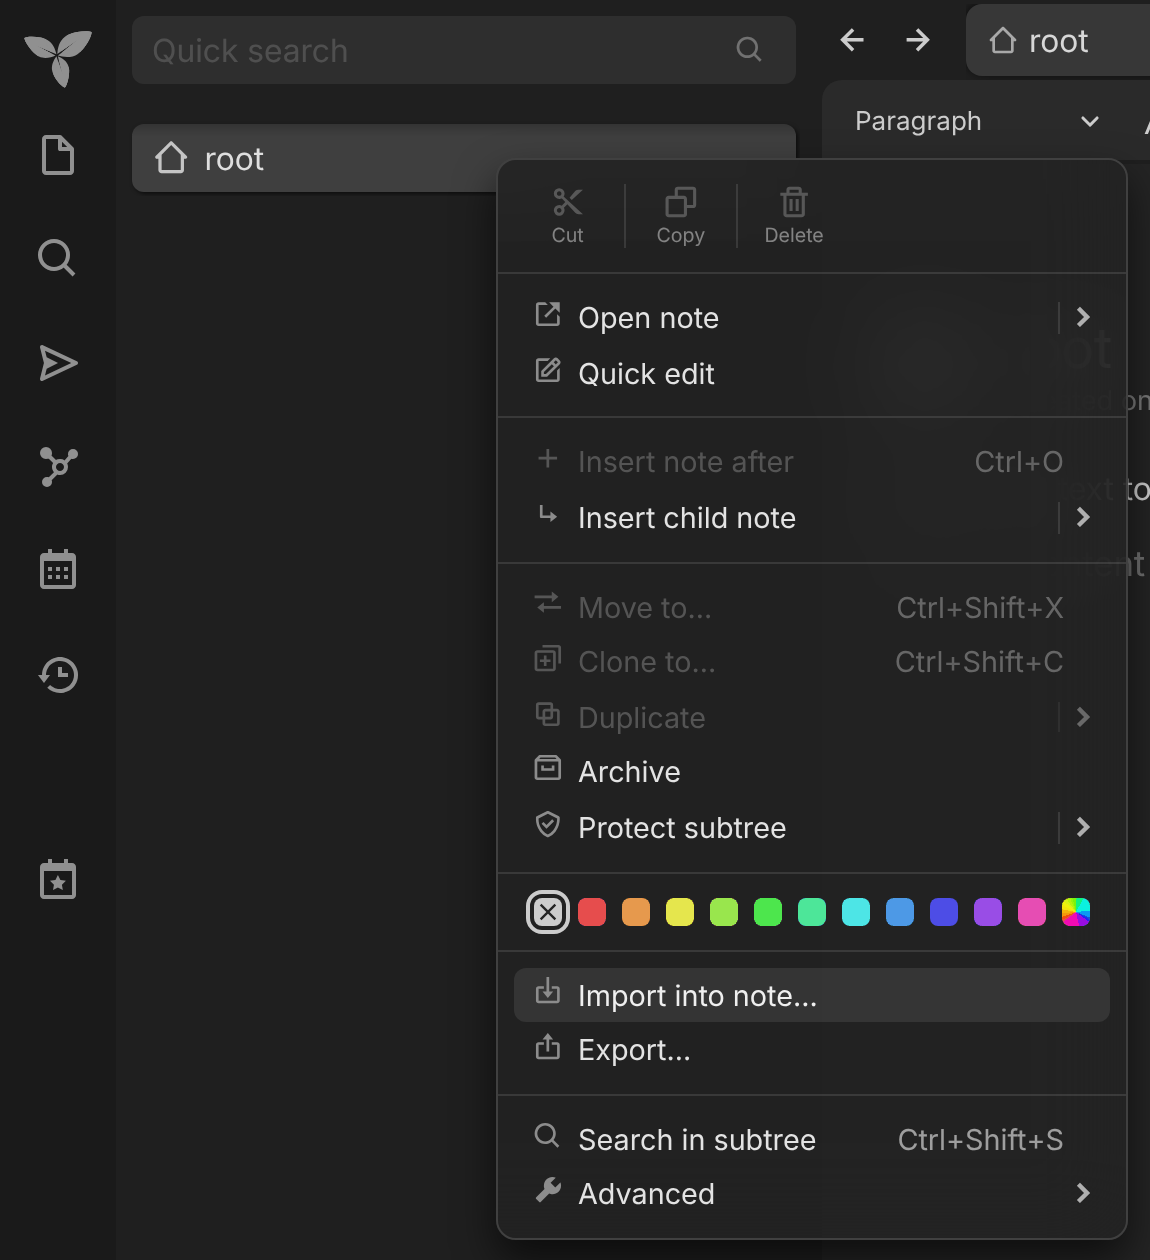 Quick search
root
Paragraph
root
Cut
Copy
Delete
Open note
Quick edit
Insert note after Ctrl+O
Insert child note
Move to... Ctrl+Shift+X
Clone to... Ctrl+Shift+C
Duplicate
Archive
Protect subtree
Import into note...
Export...
Search in subtree Ctrl+Shift+S
Advanced